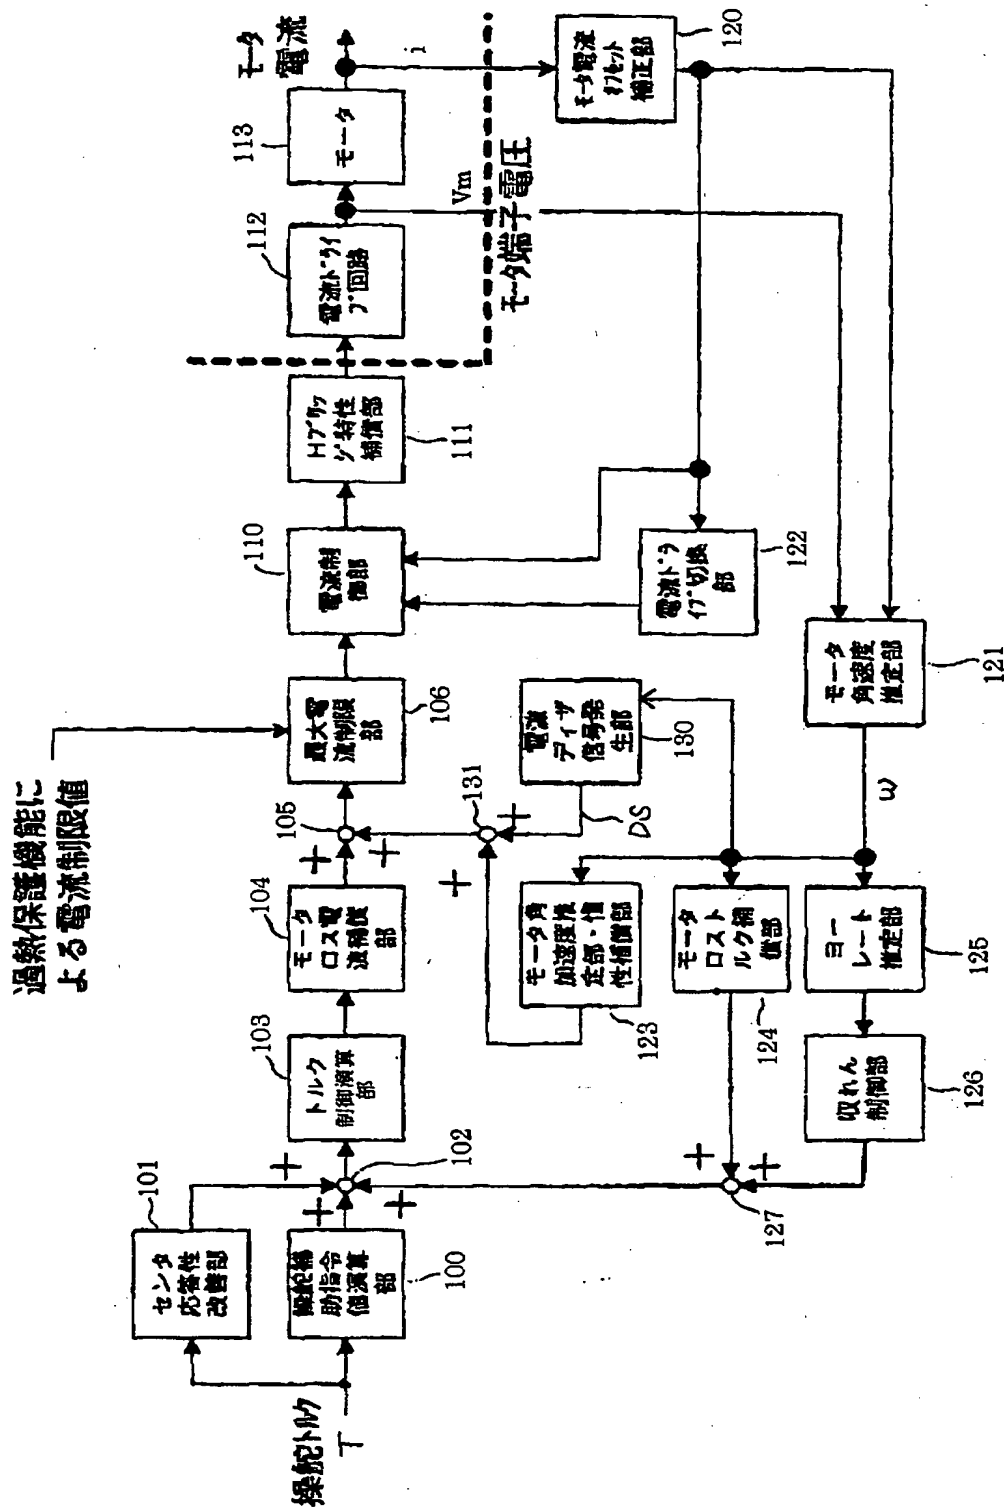 過熱保護機能に
よる電流制限値
操舵トルク
T
センタ
応答性
改善部
101
操舵補
助指令
値演算
部
100
102
トルク
制御演算
部
103
モータ
ロス電
流補償
部
104
105
最大電
流制限
部
106
電流制
御部
110
Hブリッ
ジ特性
補償部
111
電流ドライ
ブ回路
112
モータ
113
モータ
電流
i
Vm
モータ端子電圧
モータ電流
オフセット
補正部
120
モータ
角速度
推定部
121
電流ドラ
イブ切換
部
122
電流
ディザ
信号発
生部
130
131
DS
モータ角
加速度推
定部・慣
性補償部
123
モータ
ロスト
ルク補
償部
124
ω
ヨー
レート
推定部
125
収れん
制御部
126
127
+
+
+
+
+
+
+
+
+